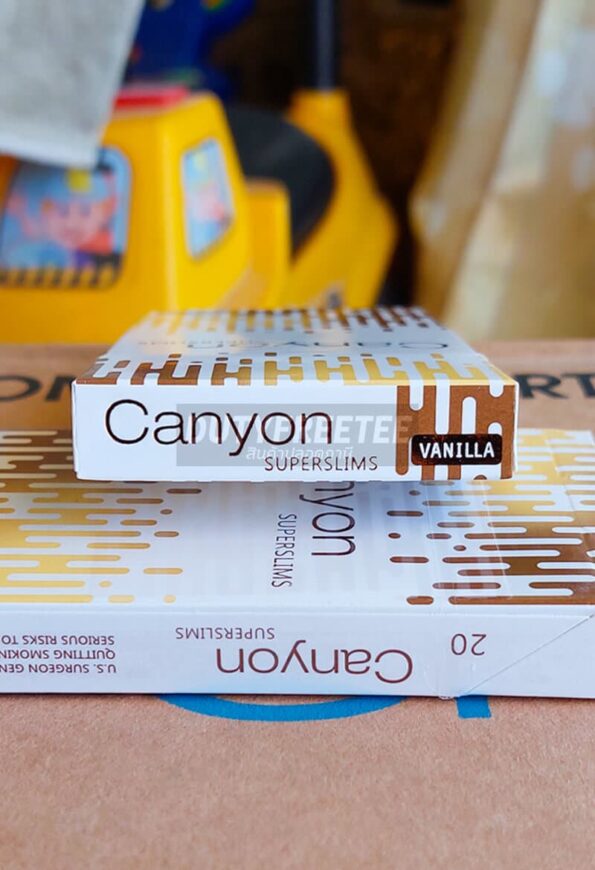 Canyon
SUPERSLIMS
VANILLA
DUTYFREETEE
สินค้าปลอดภาษี
Canyon
SUPERSLIMS
20
Canyon
SUPERSLIMS
U.S. SURGEON GEN
QUITTING SMOKIN
SERIOUS RISKS TO